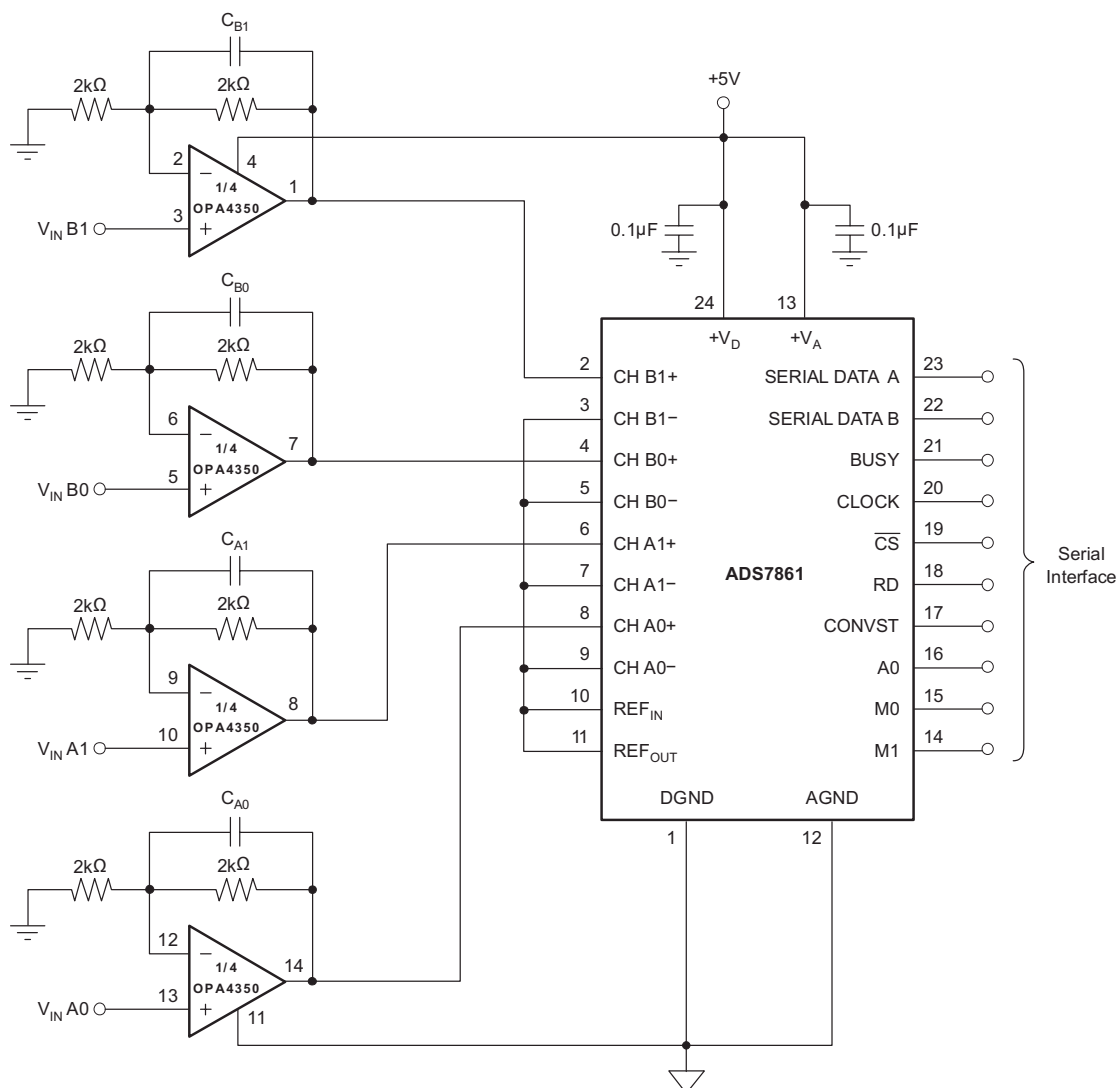 C_B1
2kΩ
2kΩ
2
−
4
1/4
OPA4350
1
3
+
V_IN B1
+5V
0.1µF
0.1µF
C_B0
2kΩ
2kΩ
6
−
1/4
OPA4350
7
5
+
V_IN B0
C_A1
2kΩ
2kΩ
9
−
1/4
OPA4350
8
10
+
V_IN A1
C_A0
2kΩ
2kΩ
12
−
1/4
OPA4350
14
13
+
11
V_IN A0
24
13
+V_D
+V_A
2
CH B1+
3
CH B1−
4
CH B0+
5
CH B0−
6
CH A1+
7
CH A1−
8
CH A0+
9
CH A0−
10
REF_IN
11
REF_OUT
ADS7861
SERIAL DATA A
23
SERIAL DATA B
22
BUSY
21
CLOCK
20
C̅S̅
19
RD
18
CONVST
17
A0
16
M0
15
M1
14
Serial
Interface
DGND
AGND
1
12